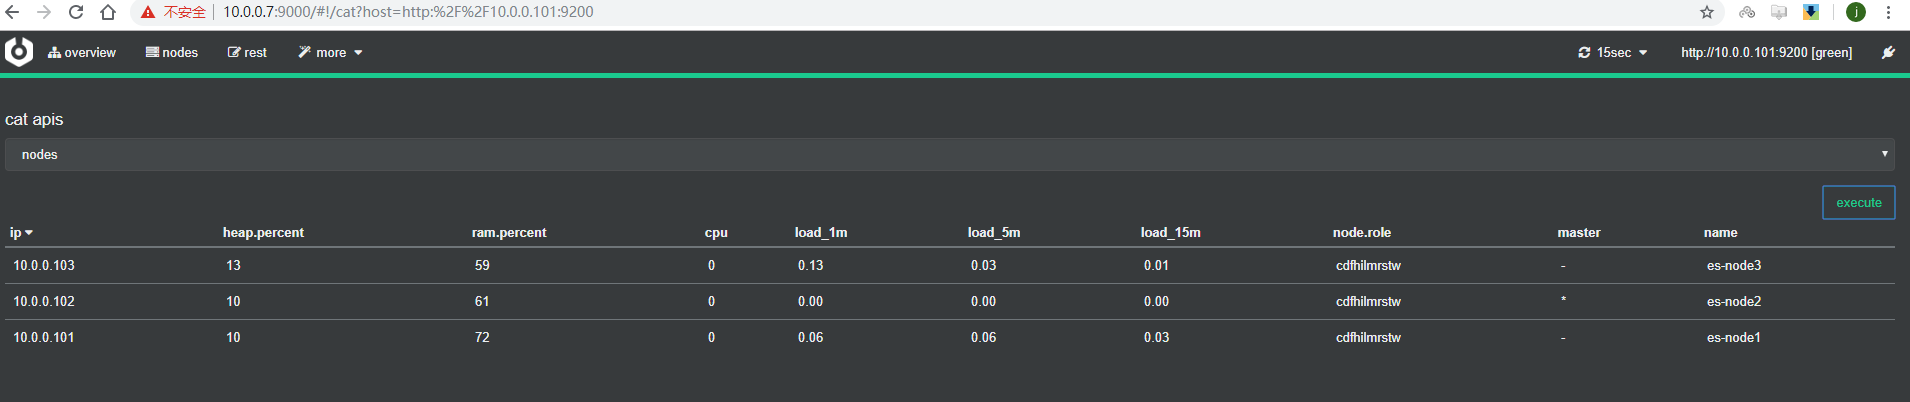 不安全 10.0.0.7:9000/#!/cat?host=http:%2F%2F10.0.0.101:9200 j
overview nodes rest more 15sec http://10.0.0.101:9200 [green]
cat apis
nodes
execute
ip heap.percent ram.percent cpu load_1m load_5m load_15m node.role master name
10.0.0.103 13 59 0 0.13 0.03 0.01 cdfhilmrstw - es-node3
10.0.0.102 10 61 0 0.00 0.00 0.00 cdfhilmrstw * es-node2
10.0.0.101 10 72 0 0.06 0.06 0.03 cdfhilmrstw - es-node1